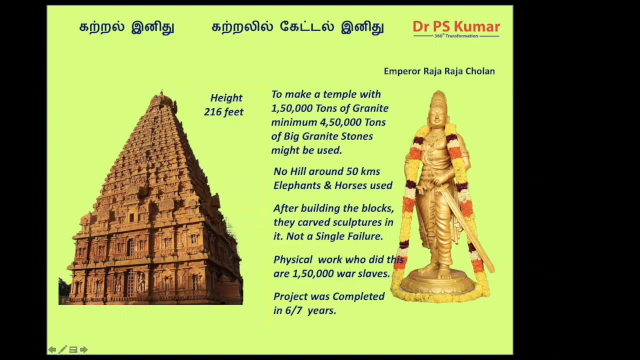 கற்றல் இனிது கற்றலில் கேட்டல் இனிது
Dr PS Kumar
360° Transformation
Emperor Raja Raja Cholan
Height
216 feet
To make a temple with
1,50,000 Tons of Granite
minimum 4,50,000 Tons
of Big Granite Stones
might be used.
No Hill around 50 kms
Elephants & Horses used
After building the blocks,
they carved sculptures in
it. Not a Single Failure.
Physical work who did this
are 1,50,000 war slaves.
Project was Completed
in 6/7 years.